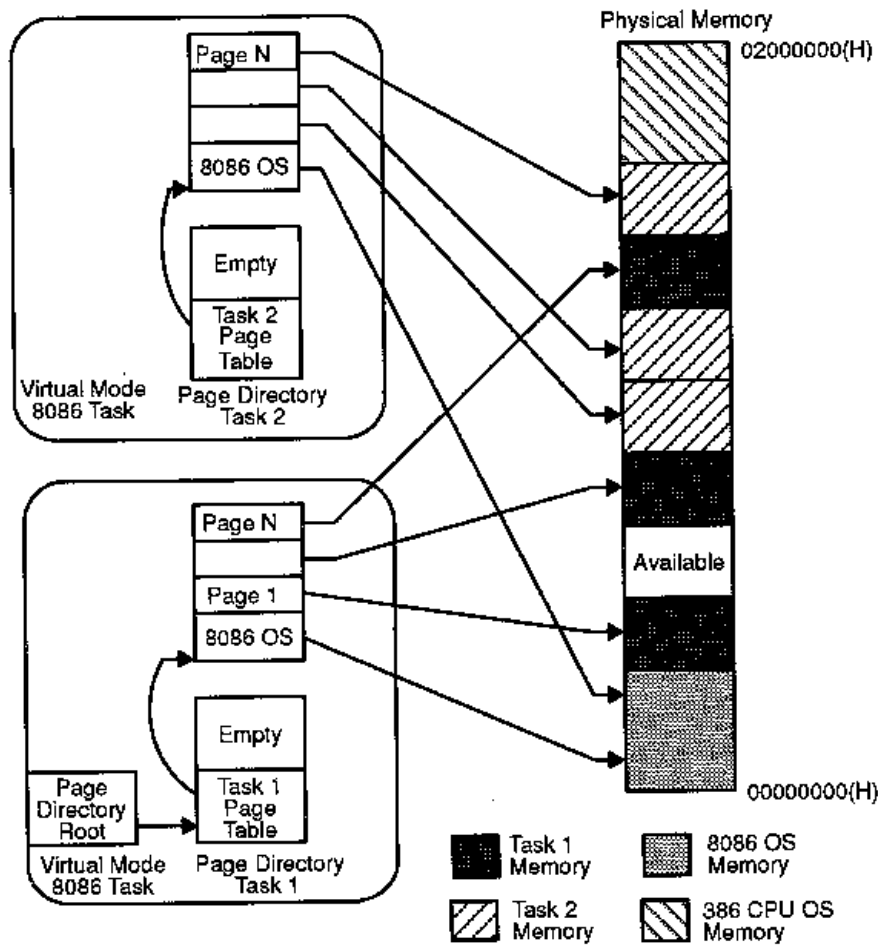 Physical Memory
02000000(H)
Page N
8086 OS
Empty
Task 2
Page
Table
Virtual Mode
8086 Task
Page Directory
Task 2
Page N
Page 1
8086 OS
Empty
Task 1
Page
Table
Page
Directory
Root
Virtual Mode
8086 Task
Page Directory
Task 1
Available
00000000(H)
Task 1
Memory
8086 OS
Memory
Task 2
Memory
386 CPU OS
Memory